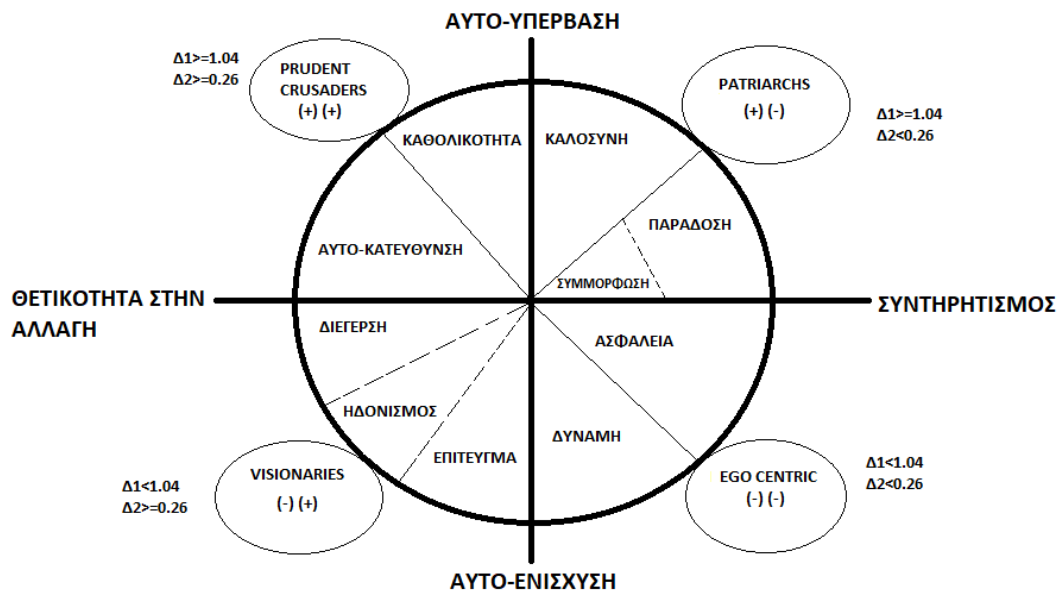 ΑΥΤΟ-ΥΠΕΡΒΑΣΗ
Δ1>=1.04
Δ2>=0.26
PRUDENT
CRUSADERS
(+) (+)
PATRIARCHS
(+) (-)
Δ1>=1.04
Δ2<0.26
ΚΑΘΟΛΙΚΟΤΗΤΑ
ΚΑΛΟΣΥΝΗ
ΠΑΡΑΔΟΣΗ
ΑΥΤΟ-ΚΑΤΕΥΘΥΝΣΗ
ΣΥΜΜΟΡΦΩΣΗ
ΘΕΤΙΚΟΤΗΤΑ ΣΤΗΝ
ΑΛΛΑΓΗ
ΣΥΝΤΗΡΗΤΙΣΜΟΣ
ΔΙΕΓΕΡΣΗ
ΑΣΦΑΛΕΙΑ
ΗΔΟΝΙΣΜΟΣ
ΕΠΙΤΕΥΓΜΑ
ΔΥΝΑΜΗ
Δ1<1.04
Δ2>=0.26
VISIONARIES
(-) (+)
EGO CENTRIC
(-) (-)
Δ1<1.04
Δ2<0.26
ΑΥΤΟ-ΕΝΙΣΧΥΣΗ